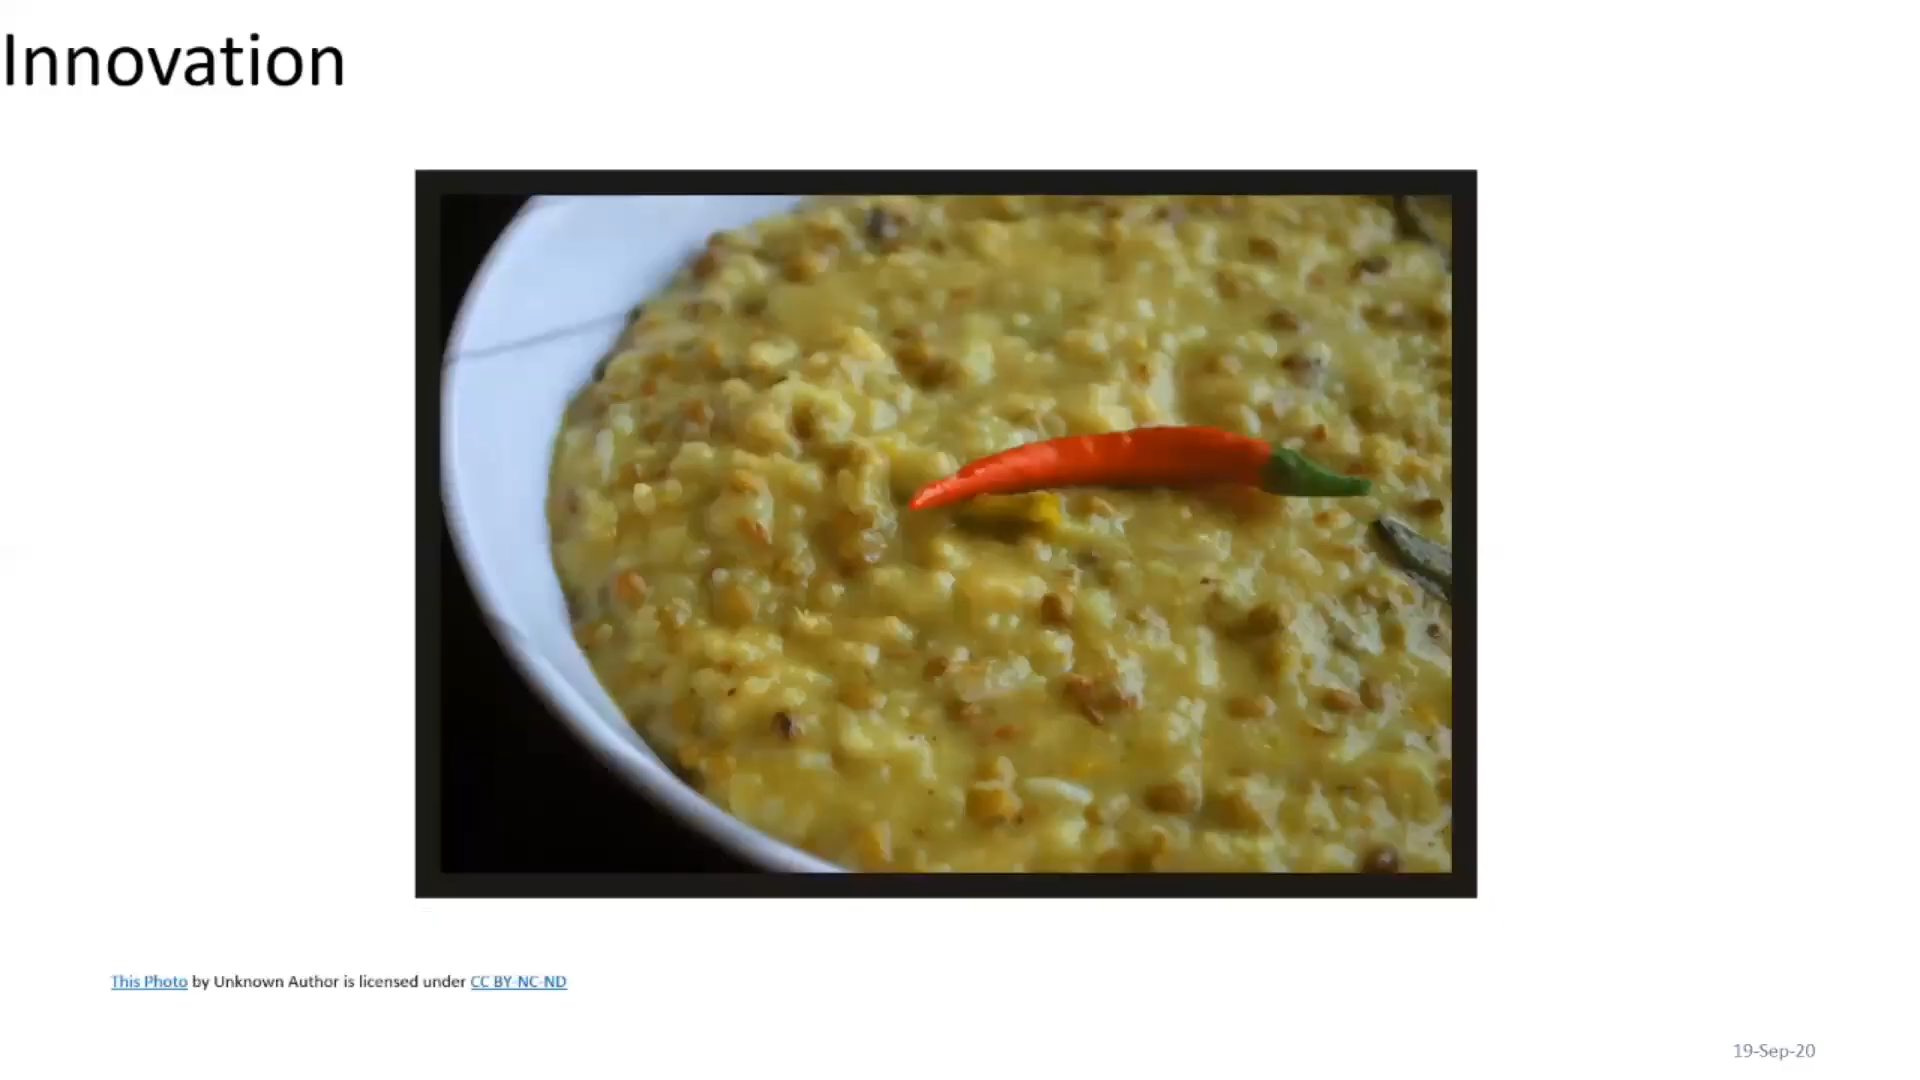 Innovation
This Photo by Unknown Author is licensed under CC BY-NC-ND
19-Sep-20